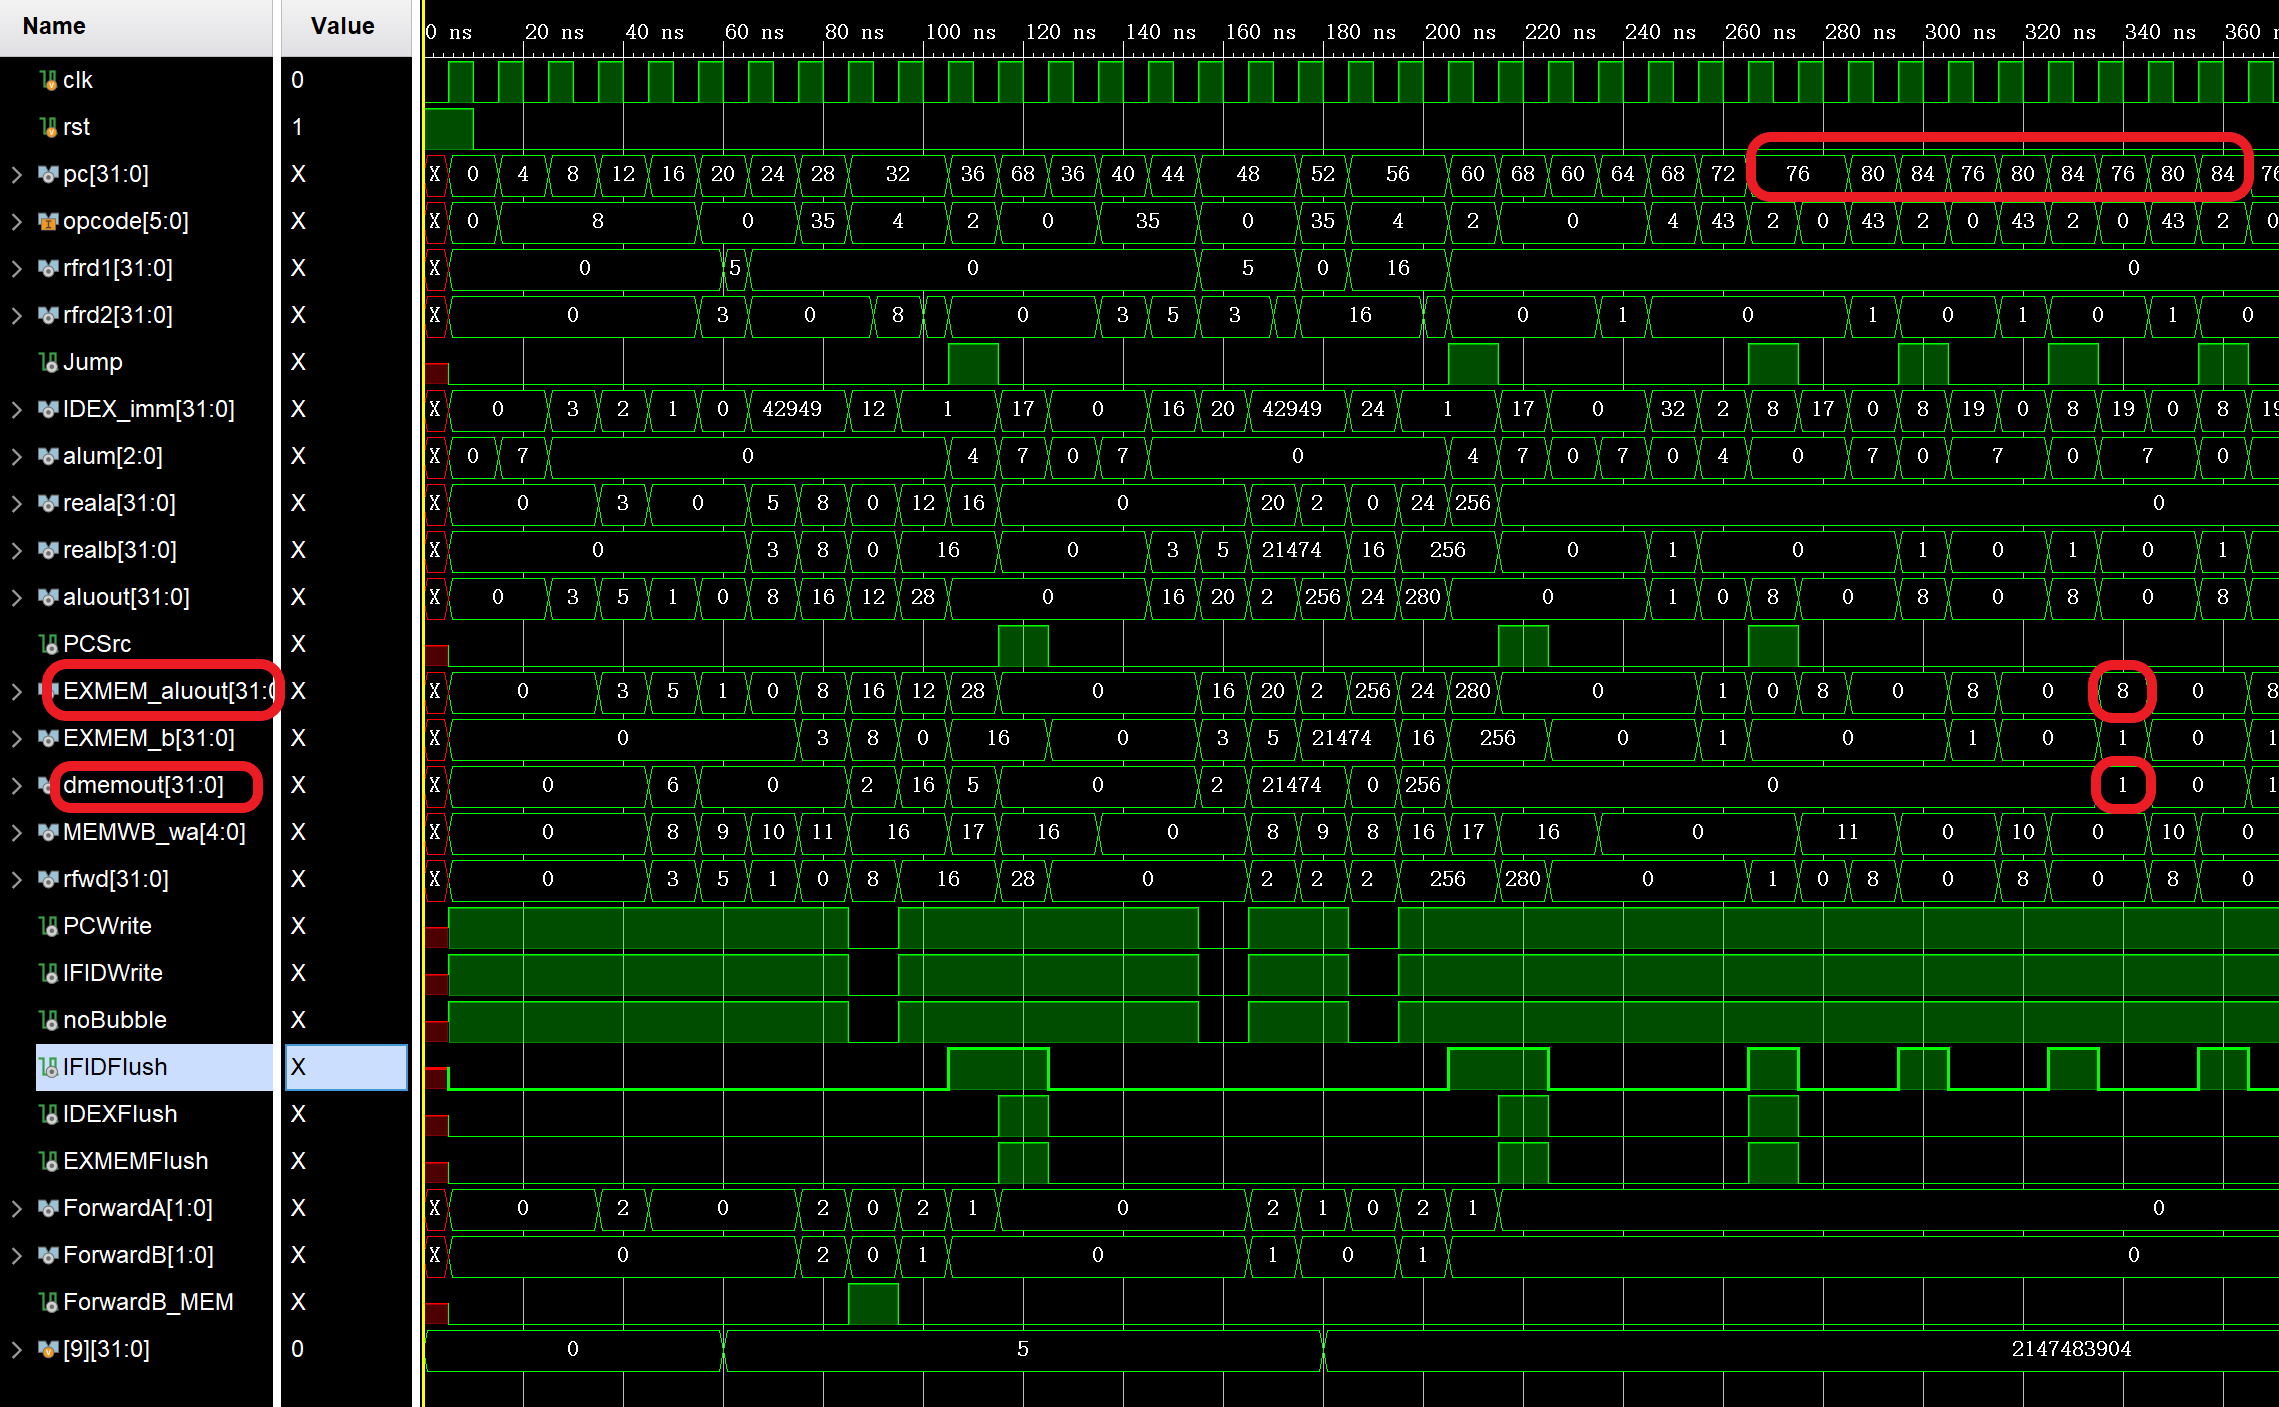 Name Value 0 ns 20 ns 40 ns 60 ns 80 ns 100 ns 120 ns 140 ns 160 ns 180 ns 200 ns 220 ns 240 ns 260 ns 280 ns 300 ns 320 ns 340 ns 360
clk 0
rst 1
pc[31:0] X X 0 4 8 12 16 20 24 28 32 36 68 36 40 44 48 52 56 60 68 60 64 68 72 76 80 84 76 80 84 76 80 84 76
opcode[5:0] X X 0 8 0 35 4 2 0 35 0 35 4 2 0 4 43 2 0 43 2 0 43 2 0 43 2 0
rfrd1[31:0] X X 0 5 0 5 0 16 0
rfrd2[31:0] X X 0 3 0 8 0 3 5 3 16 0 1 0 1 0 1 0 1 0
Jump X
IDEX_imm[31:0] X X 0 3 2 1 0 42949 12 1 17 0 16 20 42949 24 1 17 0 32 2 8 17 0 8 19 0 8 19 0 8 19
alum[2:0] X X 0 7 0 4 7 0 7 0 4 7 0 7 0 4 0 7 0 7 0 7 0
reala[31:0] X X 0 3 0 5 8 0 12 16 0 20 2 0 24 256 0
realb[31:0] X X 0 3 8 0 16 0 3 5 21474 16 256 0 1 0 1 0 1 0 1
aluout[31:0] X X 0 3 5 1 0 8 16 12 28 0 16 20 2 256 24 280 0 1 0 8 0 8 0 8 0 8
PCSrc X
EXMEM_aluout[31:0 X X 0 3 5 1 0 8 16 12 28 0 16 20 2 256 24 280 0 1 0 8 0 8 0 8 0 8
EXMEM_b[31:0] X X 0 3 8 0 16 0 3 5 21474 16 256 0 1 0 1 0 1 0 1
dmemout[31:0] X X 0 6 0 2 16 5 0 2 21474 0 256 0 1 0 1
MEMWB_wa[4:0] X X 0 8 9 10 11 16 17 16 0 8 9 8 16 17 16 0 11 0 10 0 10 0
rfwd[31:0] X X 0 3 5 1 0 8 16 28 0 2 2 2 256 280 0 1 0 8 0 8 0 8 0
PCWrite X
IFIDWrite X
noBubble X
IFIDFlush X
IDEXFlush X
EXMEMFlush X
ForwardA[1:0] X X 0 2 0 2 0 2 1 0 2 1 0 2 1 0
ForwardB[1:0] X X 0 2 0 1 0 1 0 1 0
ForwardB_MEM X
[9][31:0] 0 0 5 2147483904